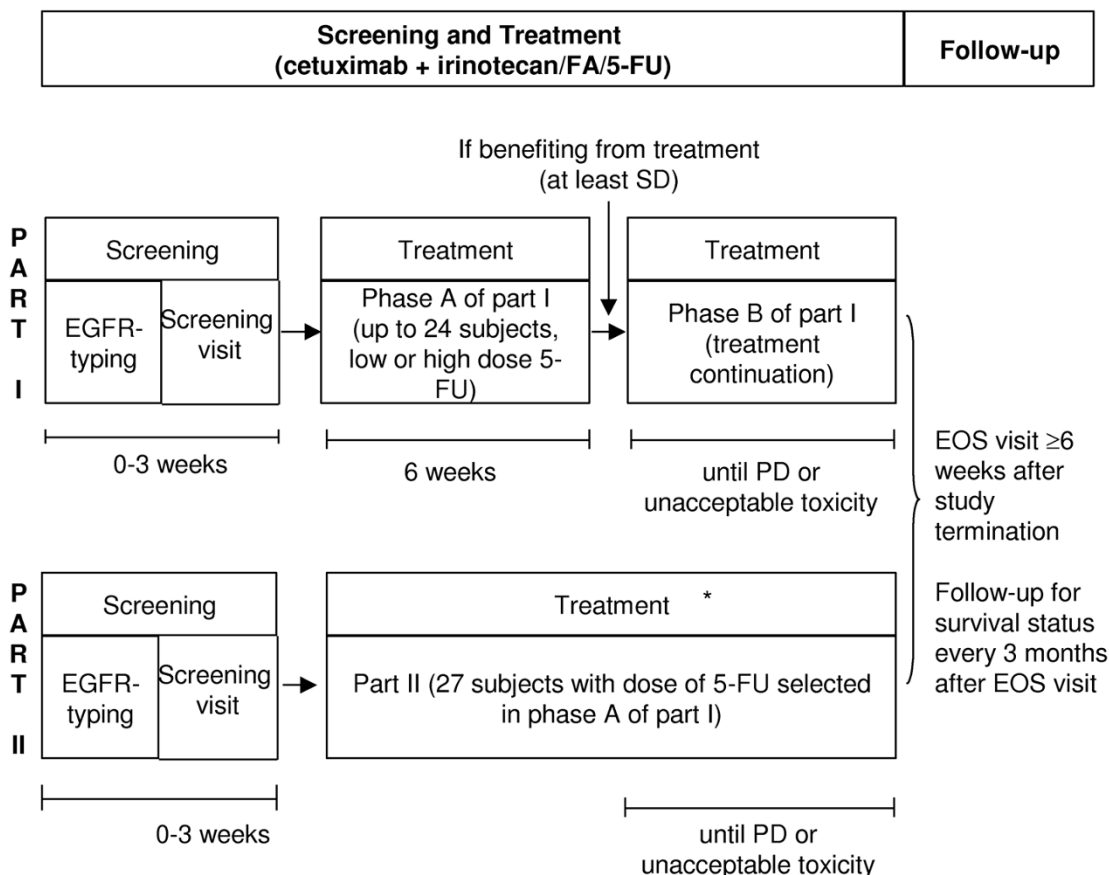 Screening and Treatment
(cetuximab + irinotecan/FA/5-FU)
Follow-up
If benefiting from treatment
(at least SD)
PART I
Screening
EGFR-
typing
Screening
visit
Treatment
Phase A of part I
(up to 24 subjects,
low or high dose 5-
FU)
Treatment
Phase B of part I
(treatment
continuation)
0-3 weeks
6 weeks
until PD or
unacceptable toxicity
EOS visit ≥6
weeks after
study
termination
Follow-up for
survival status
every 3 months
after EOS visit
PART II
Screening
EGFR-
typing
Screening
visit
Treatment *
Part II (27 subjects with dose of 5-FU selected
in phase A of part I)
0-3 weeks
until PD or
unacceptable toxicity